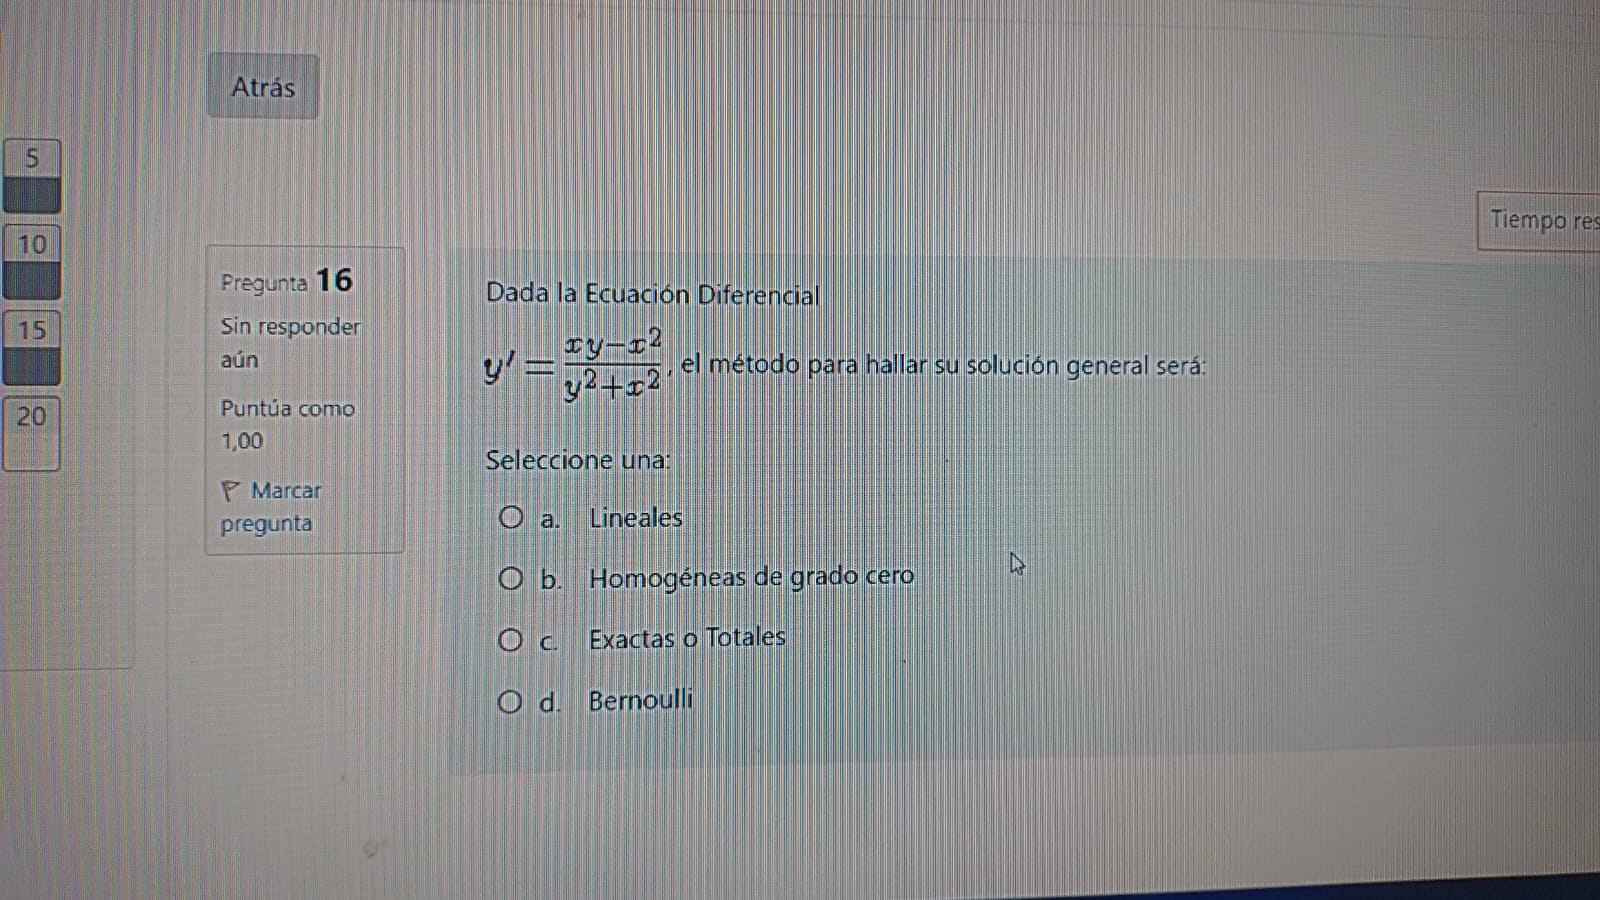 Atrás
5
10
15
20
Tiempo res
Pregunta 16
Sin responder
aún
Puntúa como
1,00
Marcar
pregunta
Dada la Ecuación Diferencial
y' = \frac{xy-x^2}{y^2+x^2}, el método para hallar su solución general será:
Seleccione una:
a. Lineales
b. Homogéneas de grado cero
c. Exactas o Totales
d. Bernoulli